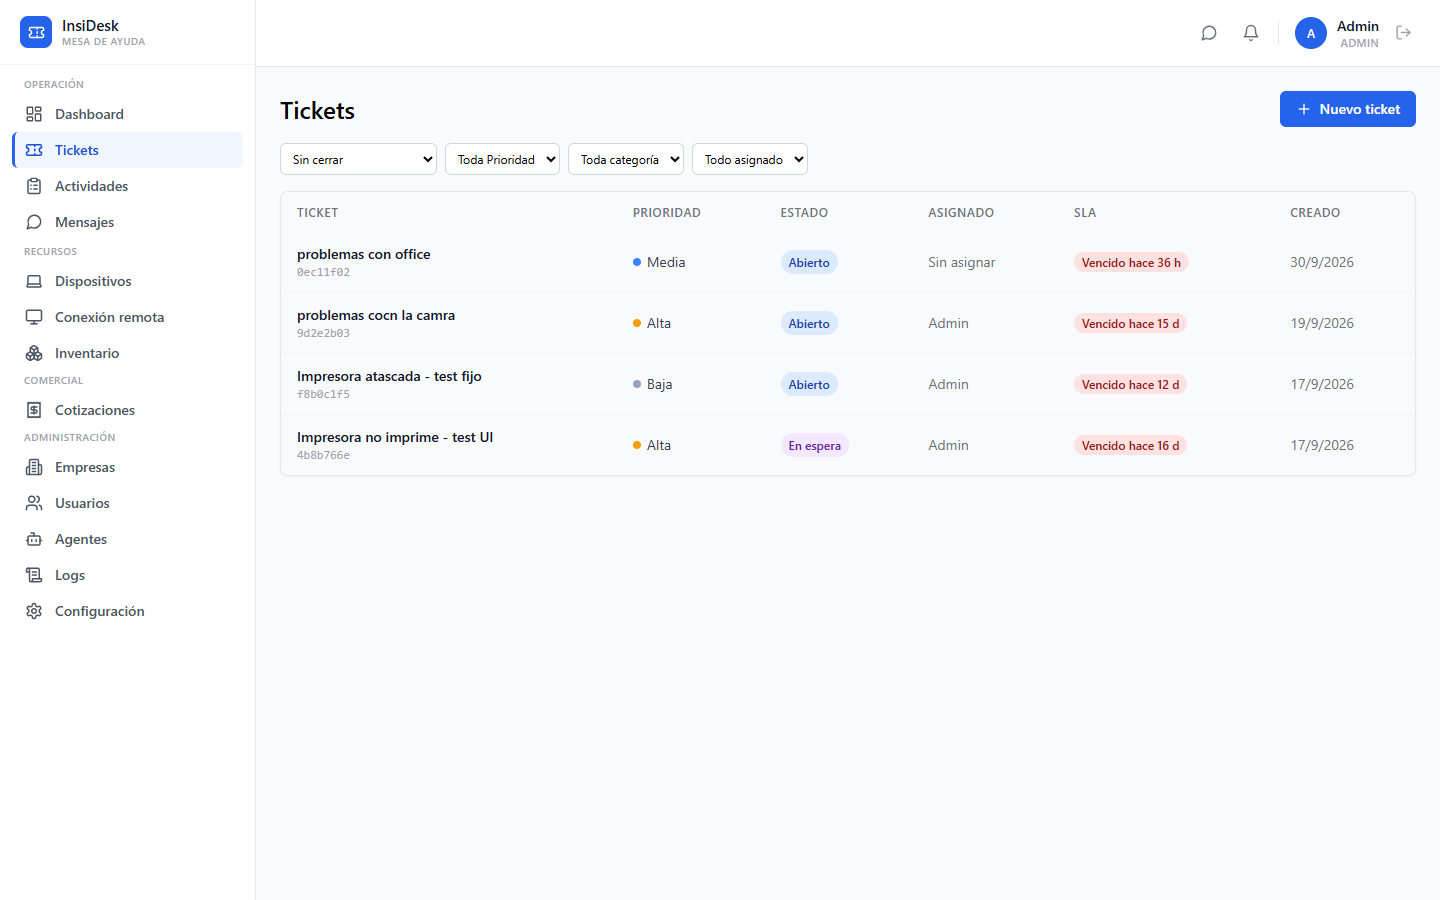 InsiDesk
MESA DE AYUDA
A
Admin
ADMIN
OPERACIÓN
Dashboard
Tickets
Actividades
Mensajes
RECURSOS
Dispositivos
Conexión remota
Inventario
COMERCIAL
Cotizaciones
ADMINISTRACIÓN
Empresas
Usuarios
Agentes
Logs
Configuración
Tickets
Nuevo ticket
Sin cerrar Toda Prioridad Toda categoría Todo asignado
TICKET PRIORIDAD ESTADO ASIGNADO SLA CREADO
problemas con office
0ec11f02
Media Abierto Sin asignar Vencido hace 36 h 30/9/2026
problemas cocn la camra
9d2e2b03
Alta Abierto Admin Vencido hace 15 d 19/9/2026
Impresora atascada - test fijo
f8b0c1f5
Baja Abierto Admin Vencido hace 12 d 17/9/2026
Impresora no imprime - test UI
4b8b766e
Alta En espera Admin Vencido hace 16 d 17/9/2026